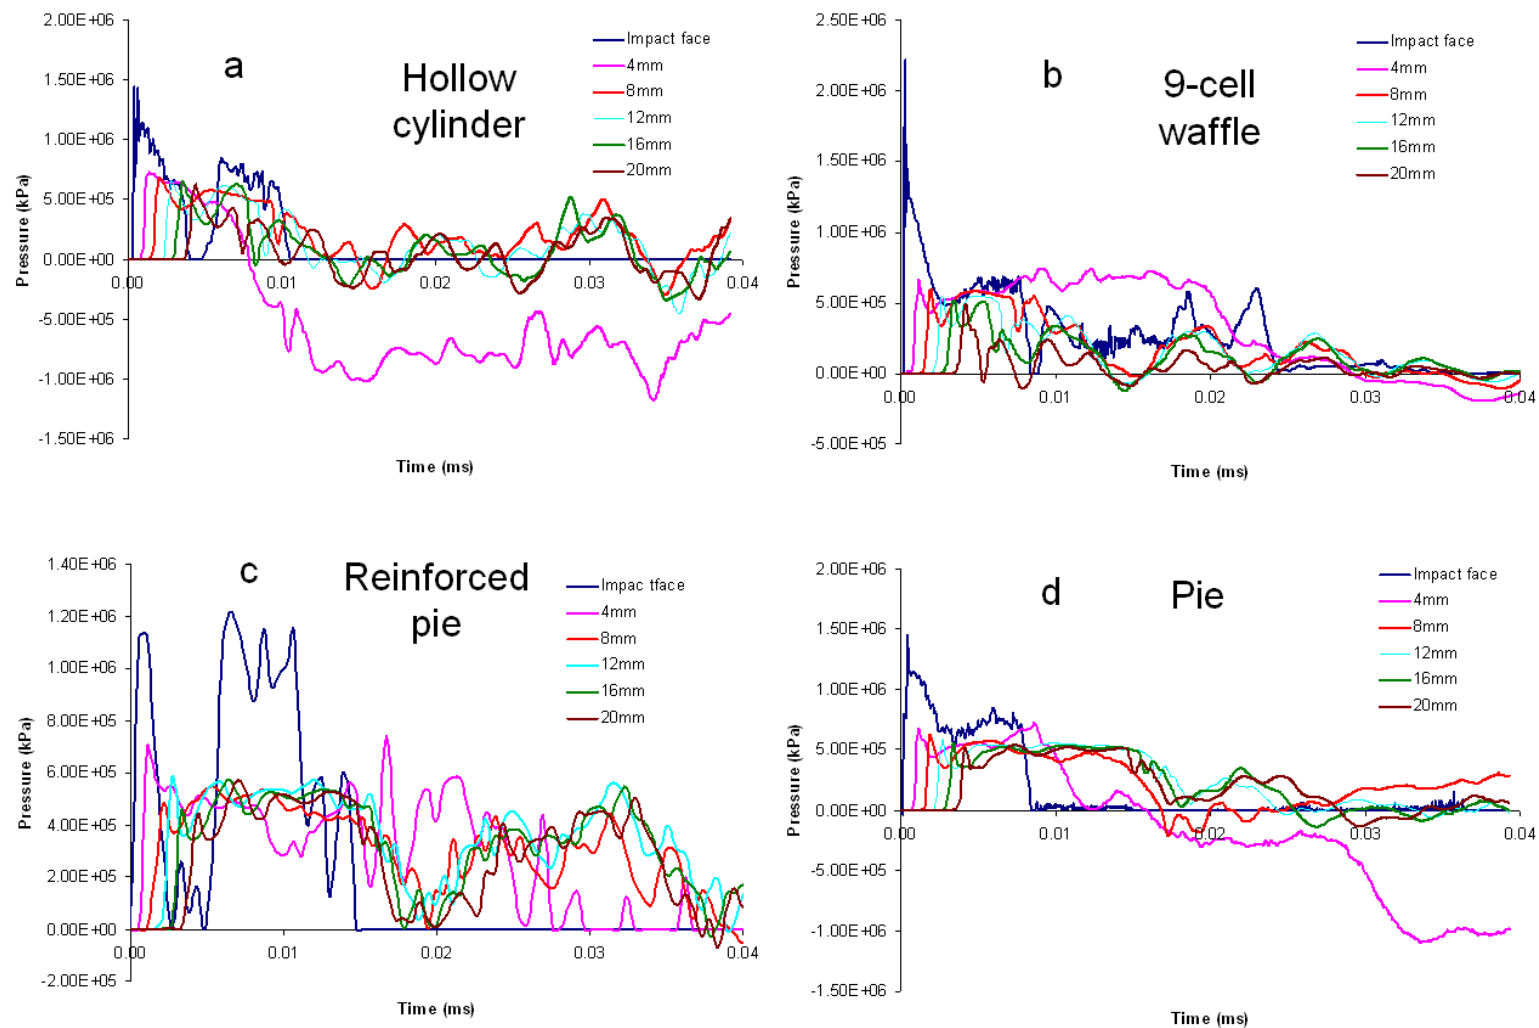 2.00E+06
1.50E+06
1.00E+06
5.00E+05
0.00E+00
-5.00E+05
-1.00E+06
-1.50E+06
Pressure (kPa)
0.00
0.01
0.02
0.03
0.04
Time (ms)
a
Hollow
cylinder
Impact face
4mm
8mm
12mm
16mm
20mm
2.50E+06
2.00E+06
1.50E+06
1.00E+06
5.00E+05
0.00E+00
-5.00E+05
Pressure (kPa)
0.00
0.01
0.02
0.03
0.04
Time (ms)
b
9-cell
waffle
Impact face
4mm
8mm
12mm
16mm
20mm
1.40E+06
1.20E+06
1.00E+06
8.00E+05
6.00E+05
4.00E+05
2.00E+05
0.00E+00
-2.00E+05
Pressure (kPa)
0.00
0.01
0.02
0.03
0.04
Time (ms)
c
Reinforced
pie
Impac tface
4mm
8mm
12mm
16mm
20mm
2.00E+06
1.50E+06
1.00E+06
5.00E+05
0.00E+00
-5.00E+05
-1.00E+06
-1.50E+06
Pressure (kPa)
0.00
0.01
0.02
0.03
0.04
Time (ms)
d
Pie
Impact face
4mm
8mm
12mm
16mm
20mm